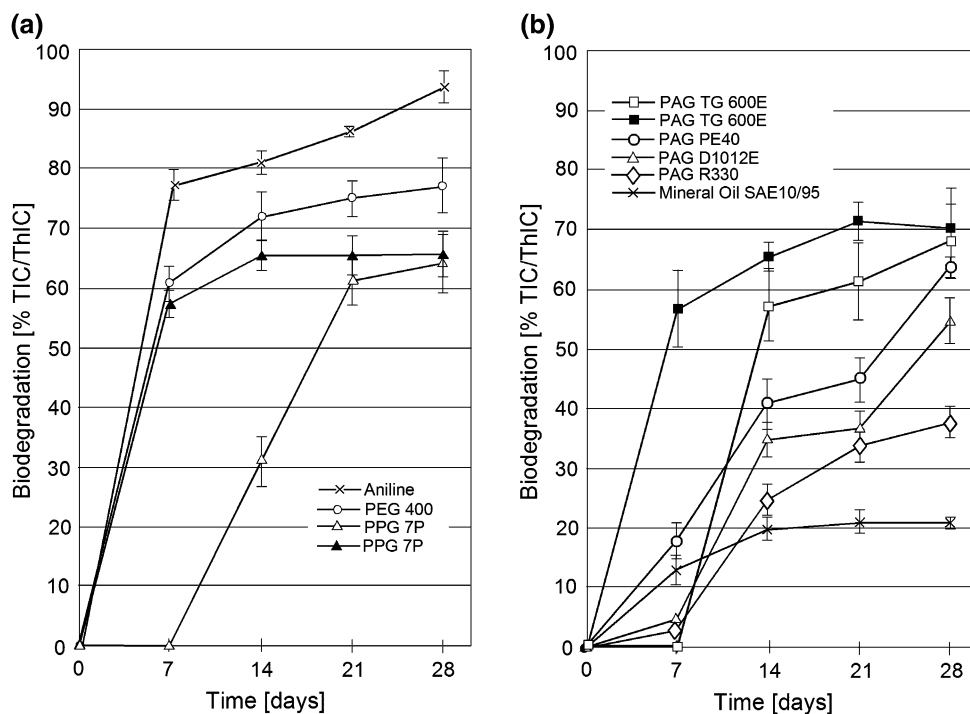 (a)
100
90
80
70
60
50
40
30
20
10
0
Biodegradation [% TIC/ThIC]
Aniline
PEG 400
PPG 7P
PPG 7P
0 7 14 21 28
Time [days]
(b)
100
90
80
70
60
50
40
30
20
10
0
Biodegradation [% TIC/ThIC]
PAG TG 600E
PAG TG 600E
PAG PE40
PAG D1012E
PAG R330
Mineral Oil SAE10/95
0 7 14 21 28
Time [days]